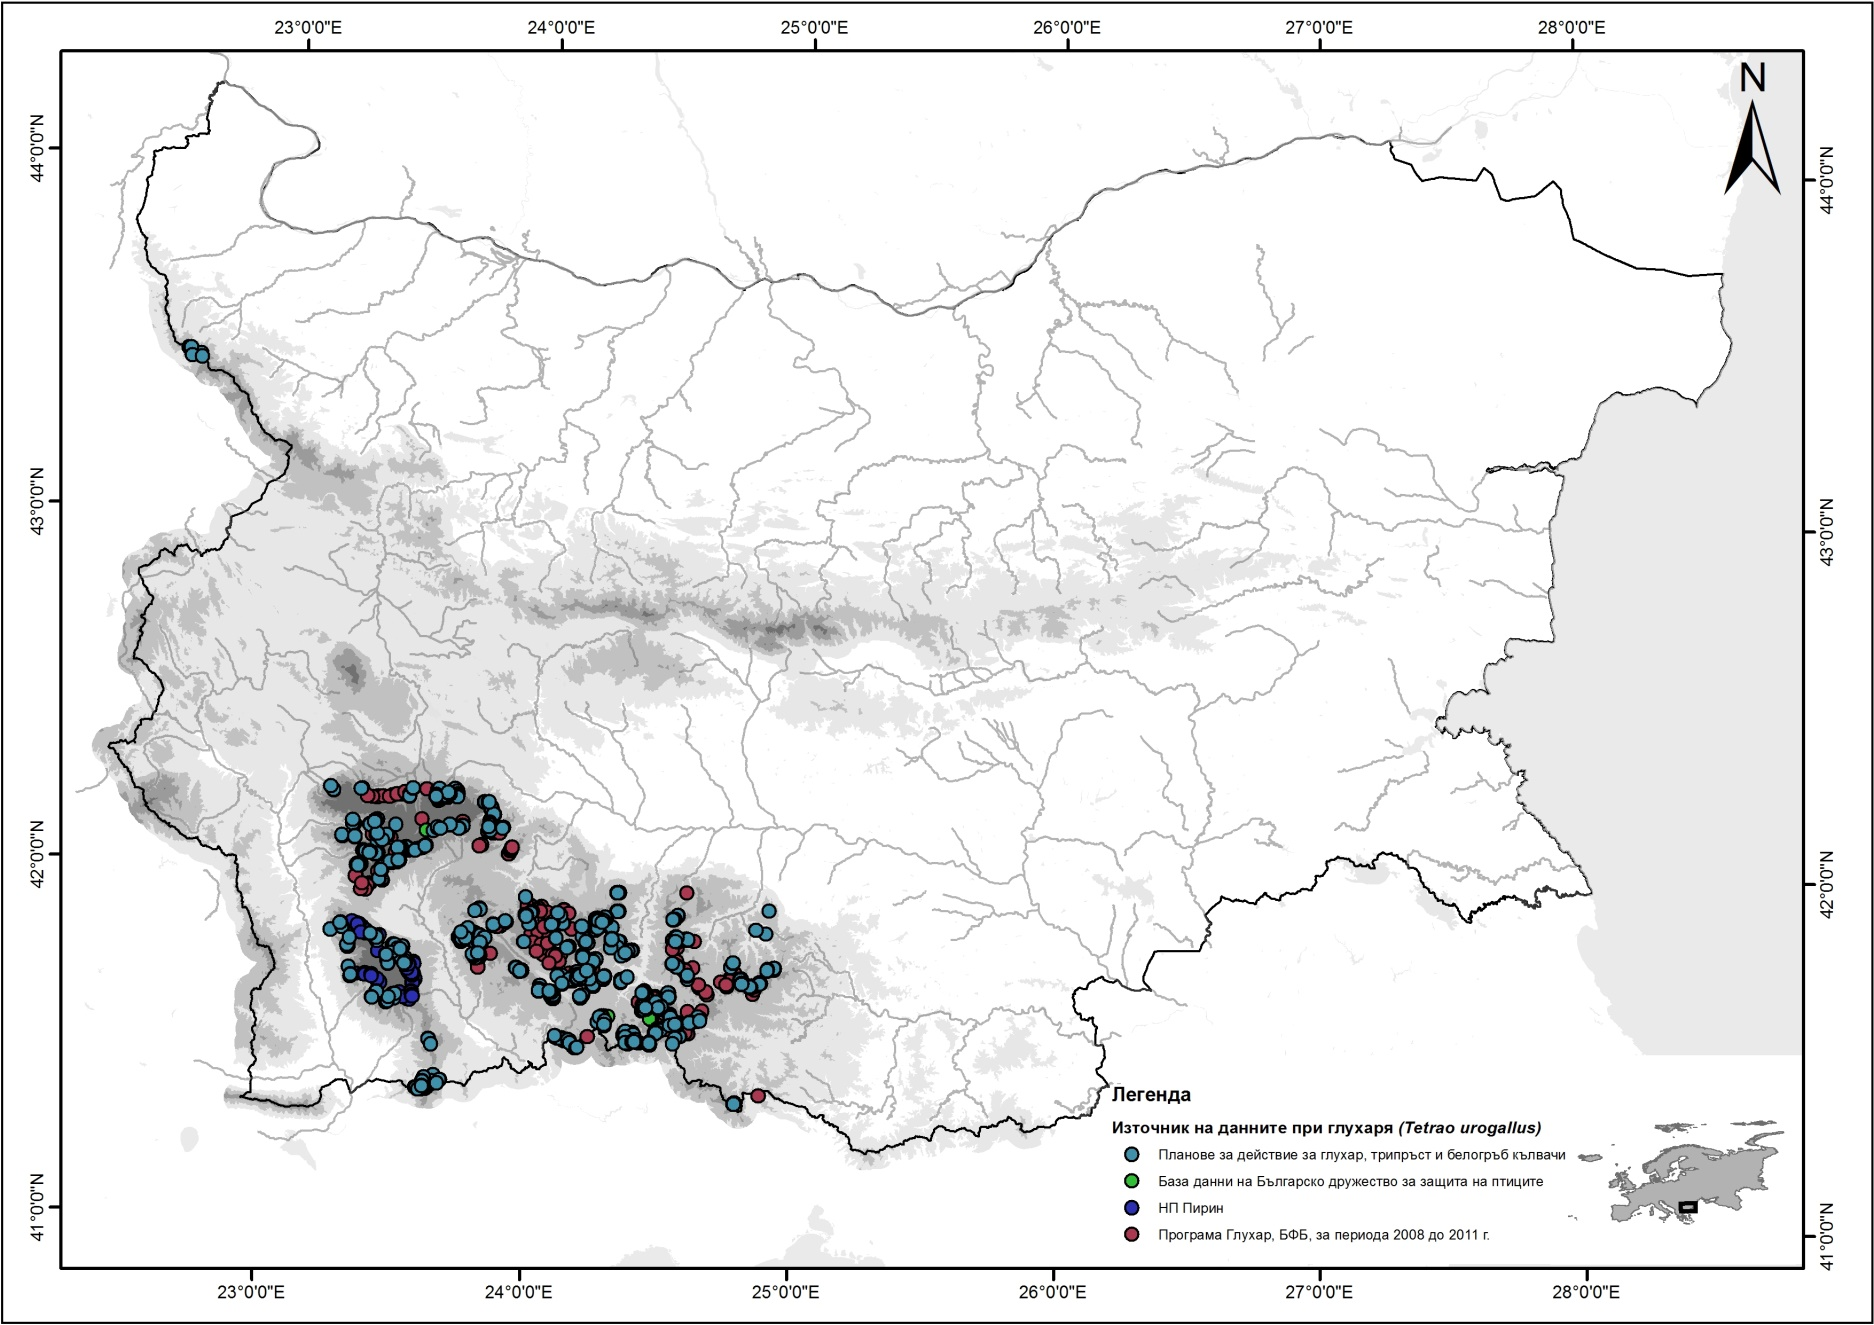 23°0'0"E 24°0'0"E 25°0'0"E 26°0'0"E 27°0'0"E 28°0'0"E
N
44°0'0"N
44°0'0"N
43°0'0"N
43°0'0"N
42°0'0"N
42°0'0"N
41°0'0"N
41°0'0"N
Легенда
Източник на данните при глухаря (Tetrao urogallus)
Планове за действие за глухар, трипръст и белогръб кълвачи
База данни на Българско дружество за защита на птиците
НП Пирин
Програма Глухар, БФБ, за периода 2008 до 2011 г.
23°0'0"E 24°0'0"E 25°0'0"E 26°0'0"E 27°0'0"E 28°0'0"E